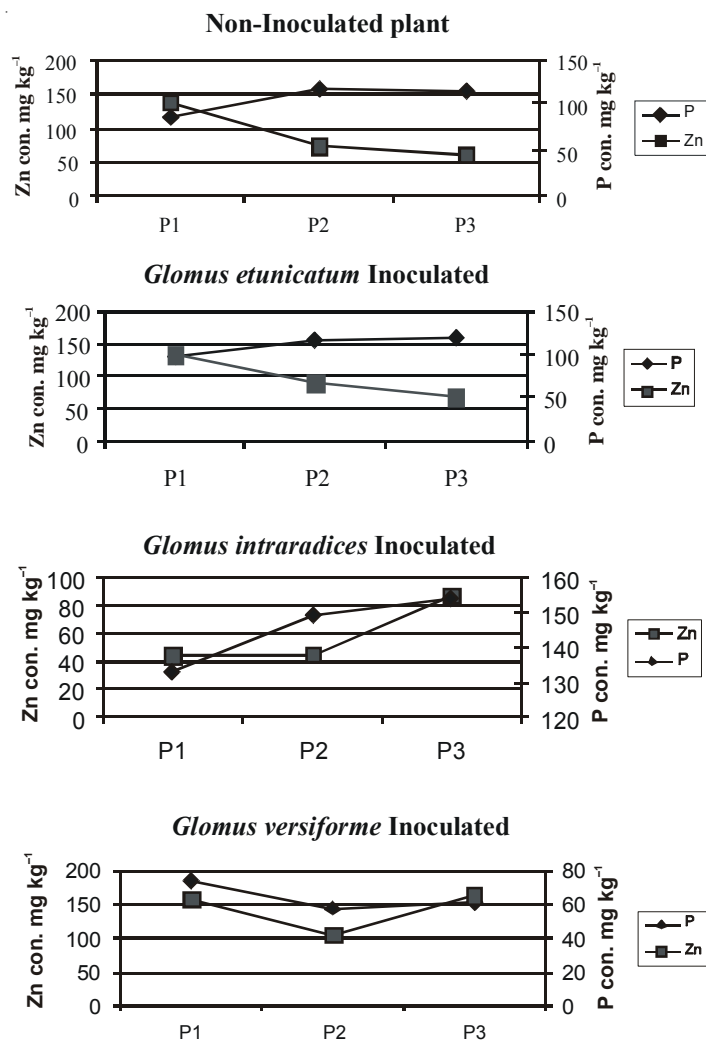 Non-Inoculated plant
Zn con. mg kg⁻¹
200
150
100
50
0
P1
P2
P3
150
100
50
0
P con. mg kg⁻¹
P
Zn
Glomus etunicatum Inoculated
Zn con. mg kg⁻¹
200
150
100
50
0
P1
P2
P3
150
100
50
0
P con. mg kg⁻¹
P
Zn
Glomus intraradices Inoculated
Zn con. mg kg⁻¹
100
80
60
40
20
0
P1
P2
P3
160
150
140
130
120
P con. mg kg⁻¹
Zn
P
Glomus versiforme Inoculated
Zn con. mg kg⁻¹
200
150
100
50
0
P1
P2
P3
80
60
40
20
0
P con. mg kg⁻¹
P
Zn